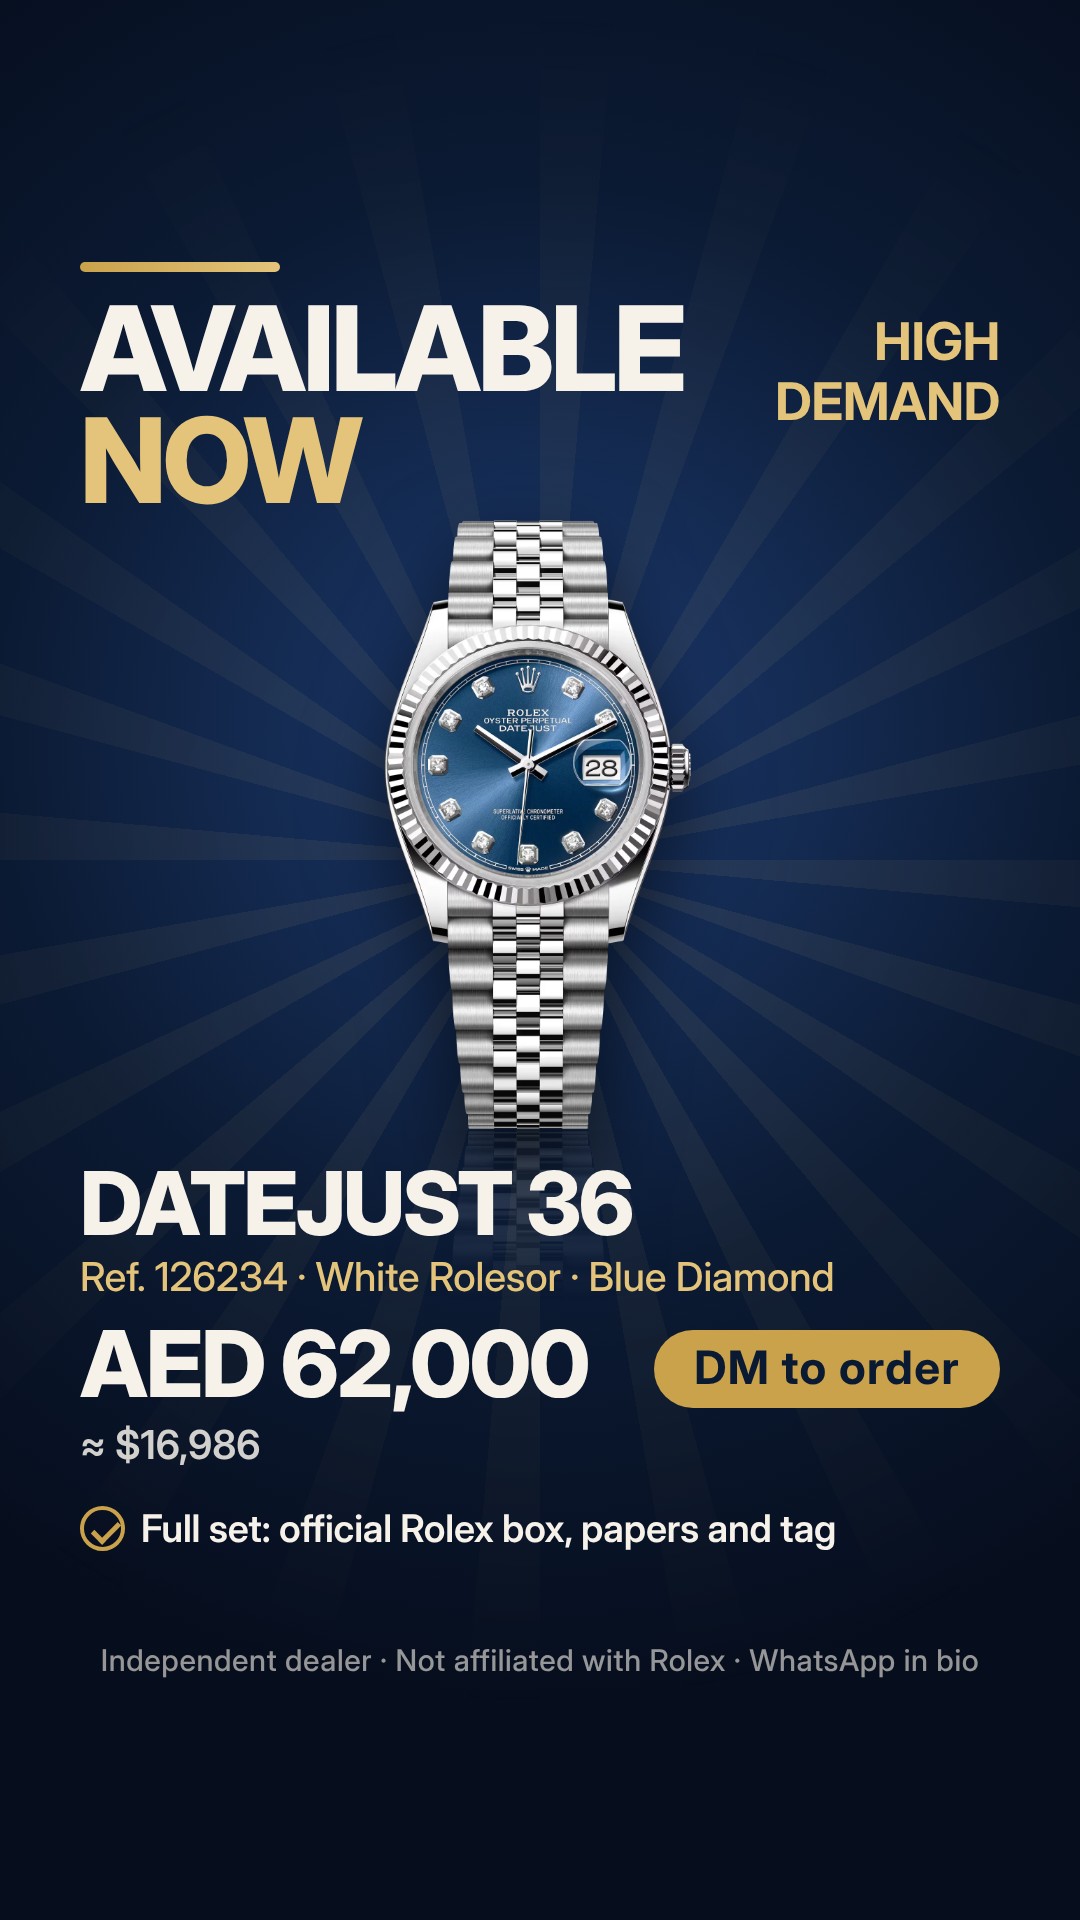 AVAILABLE
NOW
HIGH
DEMAND
ROLEX
OYSTER PERPETUAL
DATEJUST
28
SUPERLATIVE CHRONOMETER
OFFICIALLY CERTIFIED
SWISS MADE
DATEJUST 36
Ref. 126234 · White Rolesor · Blue Diamond
AED 62,000
DM to order
≈ $16,986
Full set: official Rolex box, papers and tag
Independent dealer · Not affiliated with Rolex · WhatsApp in bio